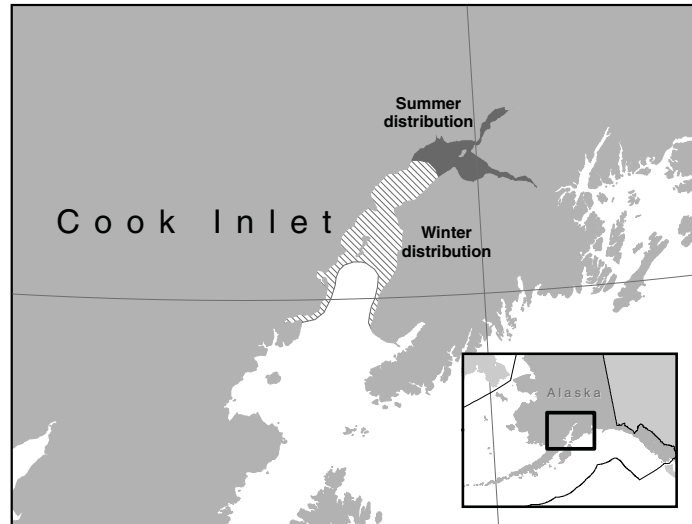 Summer
distribution
Cook Inlet
Winter
distribution
Alaska